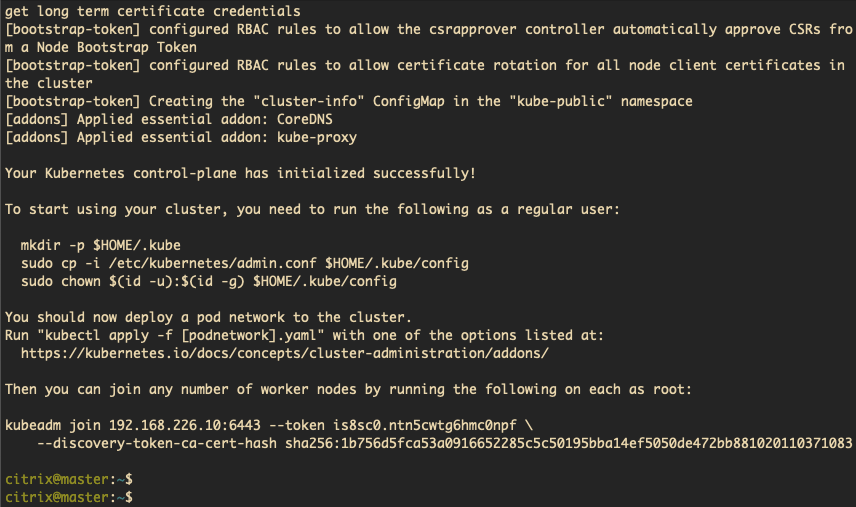 get long term certificate credentials
[bootstrap-token] configured RBAC rules to allow the csrapprover controller automatically approve CSRs fro
m a Node Bootstrap Token
[bootstrap-token] configured RBAC rules to allow certificate rotation for all node client certificates in
the cluster
[bootstrap-token] Creating the "cluster-info" ConfigMap in the "kube-public" namespace
[addons] Applied essential addon: CoreDNS
[addons] Applied essential addon: kube-proxy
Your Kubernetes control-plane has initialized successfully!
To start using your cluster, you need to run the following as a regular user:
mkdir -p $HOME/.kube
sudo cp -i /etc/kubernetes/admin.conf $HOME/.kube/config
sudo chown $(id -u):$(id -g) $HOME/.kube/config
You should now deploy a pod network to the cluster.
Run "kubectl apply -f [podnetwork].yaml" with one of the options listed at:
https://kubernetes.io/docs/concepts/cluster-administration/addons/
Then you can join any number of worker nodes by running the following on each as root:
kubeadm join 192.168.226.10:6443 --token is8sc0.ntn5cwtg6hmc0npf \
--discovery-token-ca-cert-hash sha256:1b756d5fca53a0916652285c5c50195bba14ef5050de472bb881020110371083
citrix@master:~$
citrix@master:~$